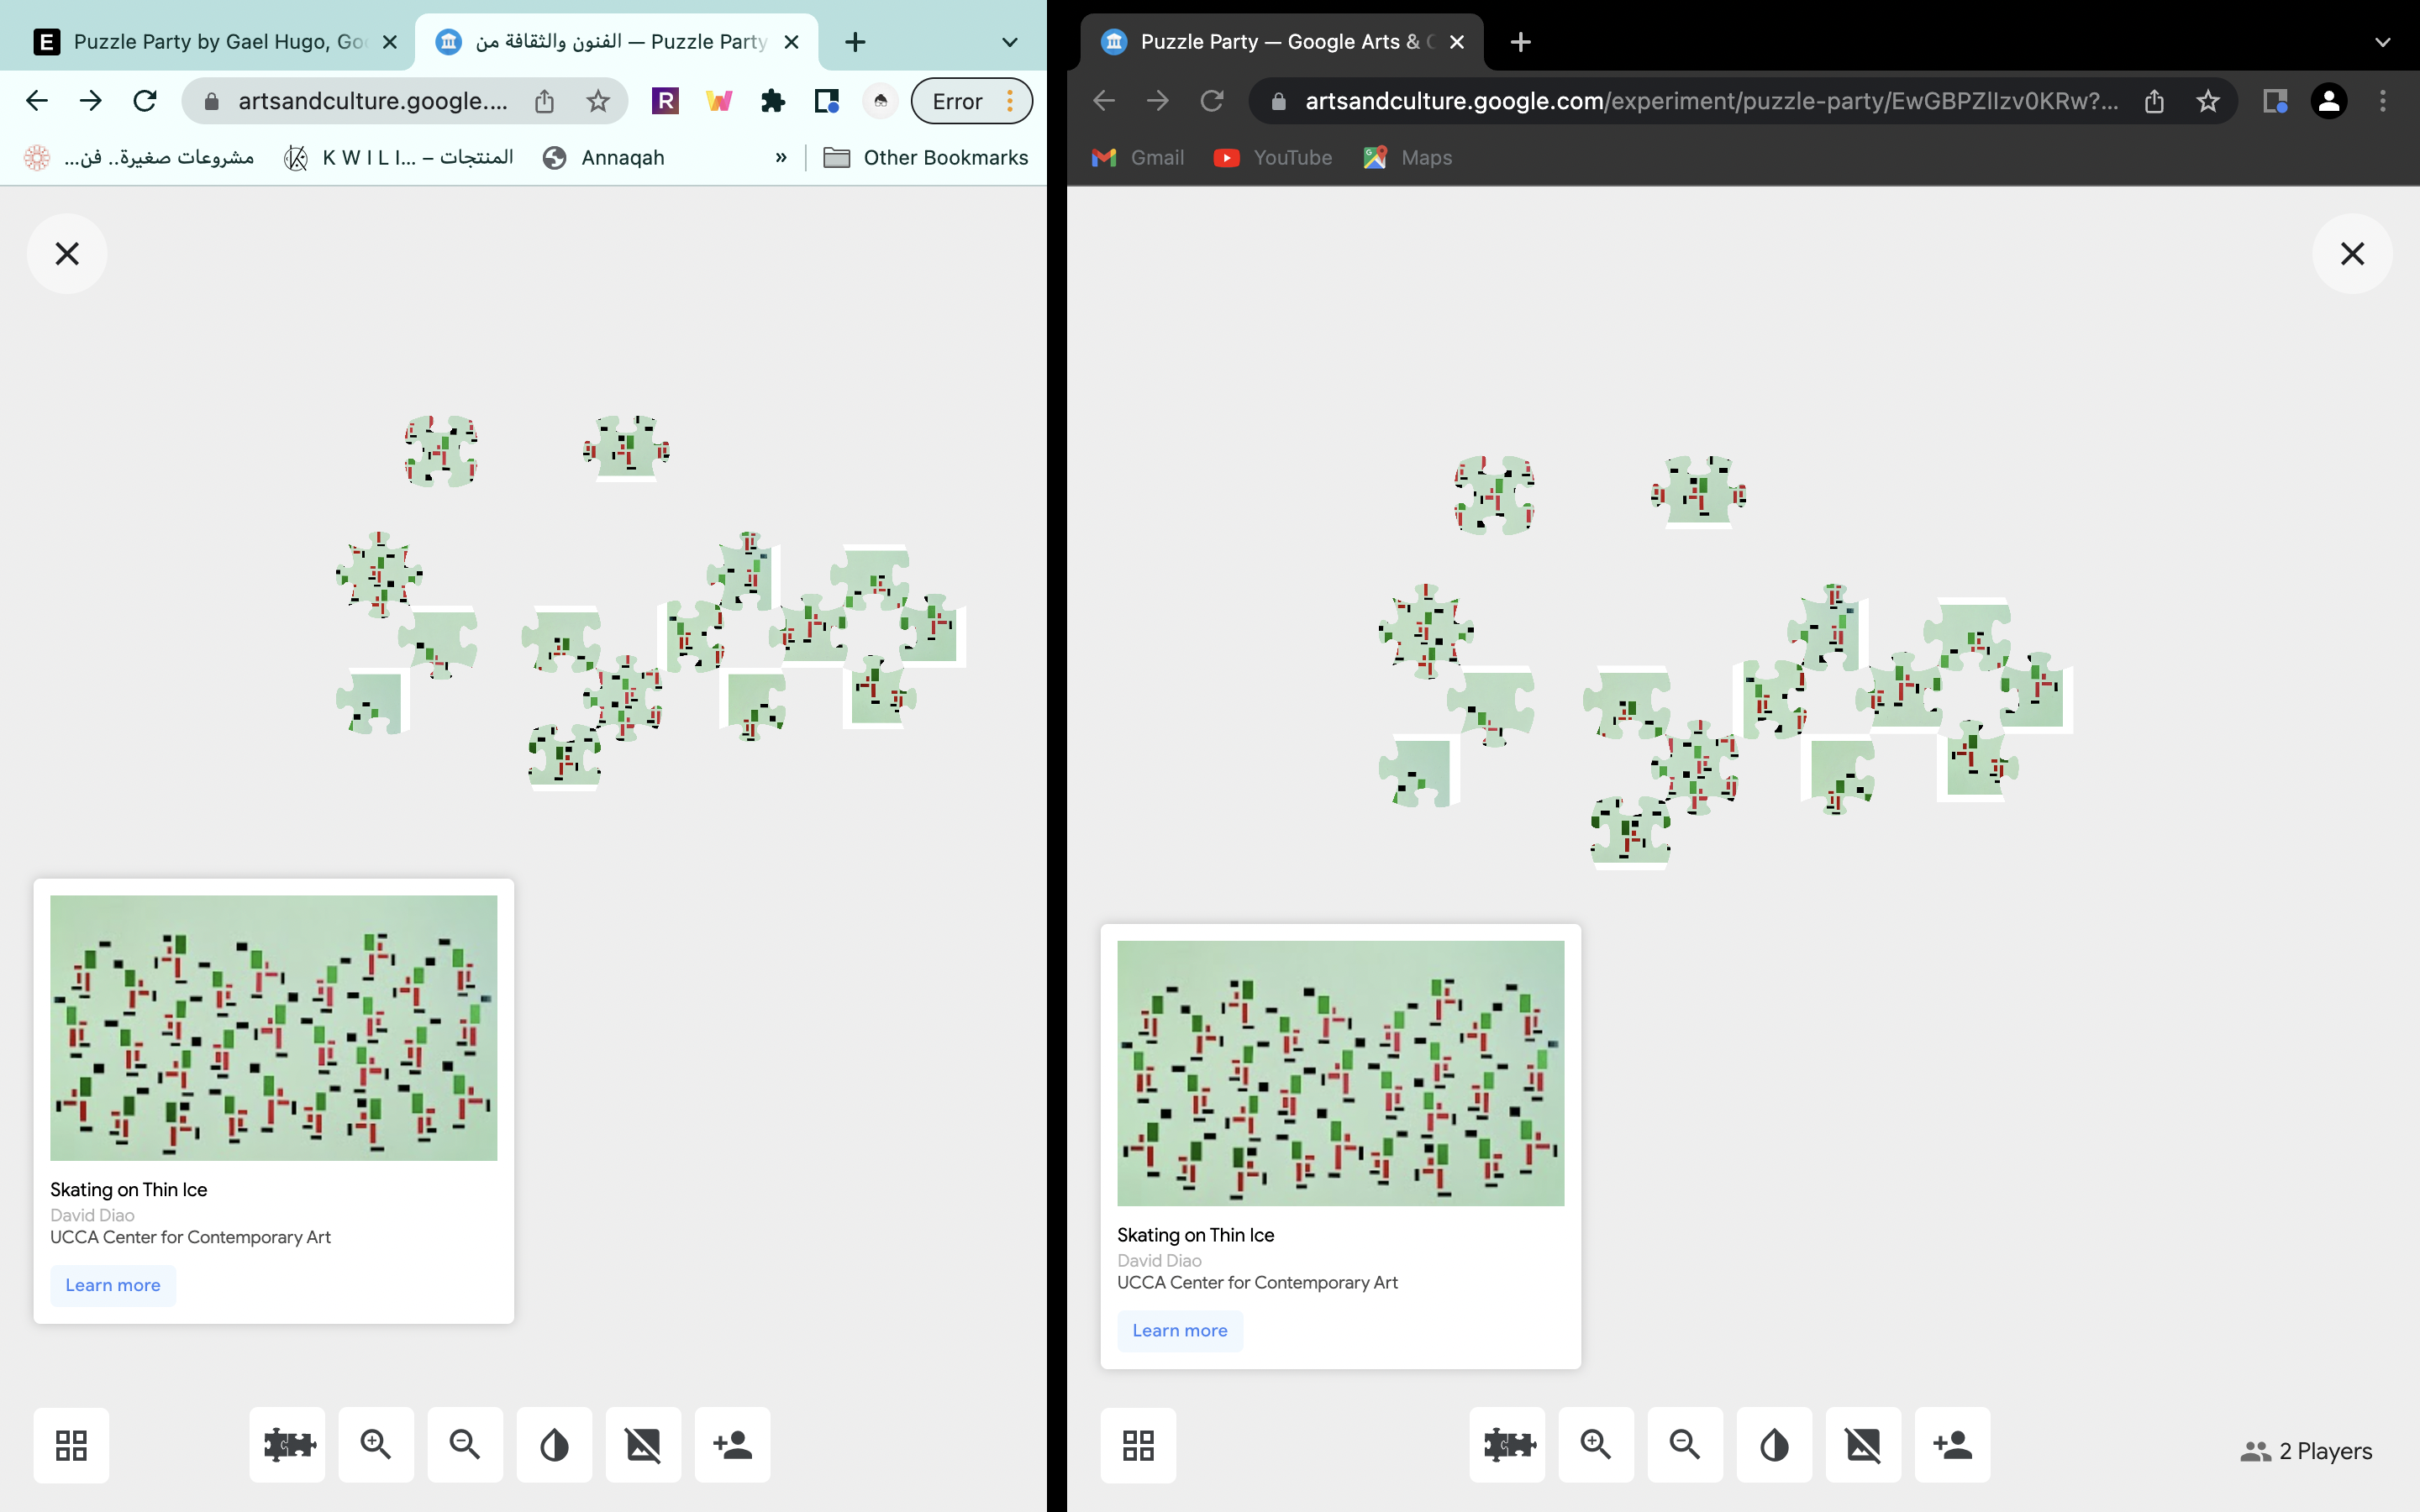 E Puzzle Party by Gael Hugo, Go
الفنون والثقافة من — Puzzle Party
artsandculture.google....
R
Error
مشروعات صغيرة.. فن...
K W I L I... – المنتجات
Annaqah
»
Other Bookmarks
Skating on Thin Ice
David Diao
UCCA Center for Contemporary Art
Learn more
Puzzle Party — Google Arts & C
artsandculture.google.com/experiment/puzzle-party/EwGBPZIIzv0KRw?...
Gmail
YouTube
Maps
Skating on Thin Ice
David Diao
UCCA Center for Contemporary Art
Learn more
2 Players